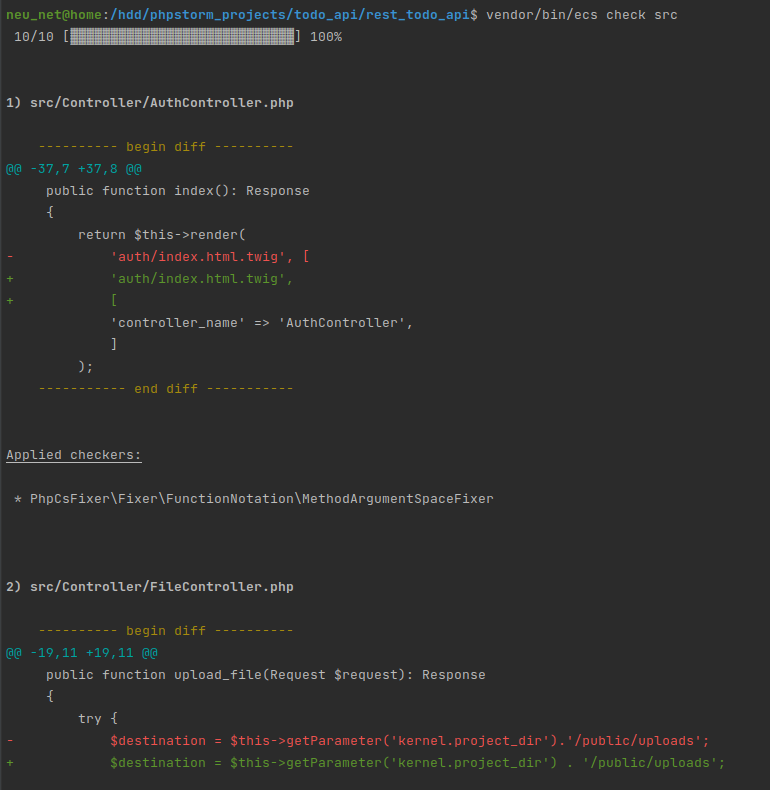 neu_net@home:/hdd/phpstorm_projects/todo_api/rest_todo_api$ vendor/bin/ecs check src
 10/10 [▓▓▓▓▓▓▓▓▓▓▓▓▓▓▓▓▓▓▓▓▓▓▓▓▓▓▓▓] 100%
1) src/Controller/AuthController.php
    ---------- begin diff ----------
@@ -37,7 +37,8 @@
     public function index(): Response
     {
         return $this->render(
-            'auth/index.html.twig', [
+            'auth/index.html.twig',
+            [
             'controller_name' => 'AuthController',
             ]
         );
    ----------- end diff -----------
Applied checkers:
 * PhpCsFixer\Fixer\FunctionNotation\MethodArgumentSpaceFixer
2) src/Controller/FileController.php
    ---------- begin diff ----------
@@ -19,11 +19,11 @@
     public function upload_file(Request $request): Response
     {
         try {
-            $destination = $this->getParameter('kernel.project_dir').'/public/uploads';
+            $destination = $this->getParameter('kernel.project_dir') . '/public/uploads';